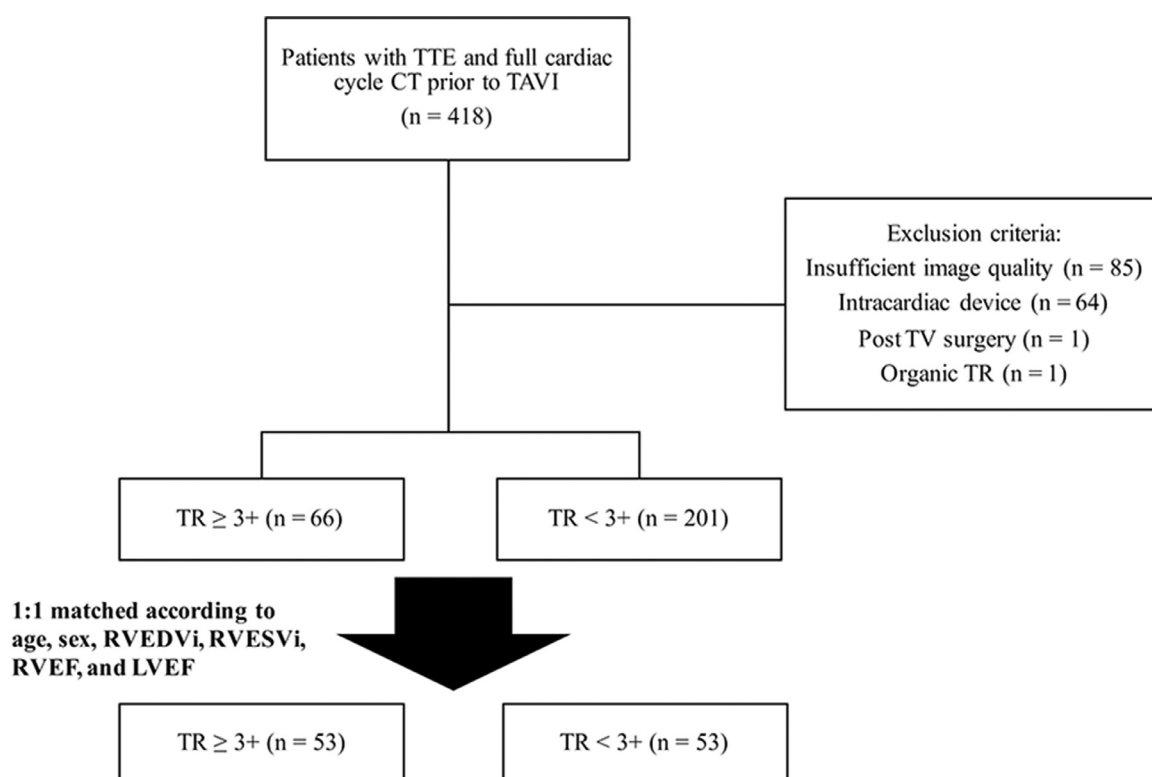 Patients with TTE and full cardiac
cycle CT prior to TAVI
(n = 418)
Exclusion criteria:
Insufficient image quality (n = 85)
Intracardiac device (n = 64)
Post TV surgery (n = 1)
Organic TR (n = 1)
TR ≥ 3+ (n = 66)
TR < 3+ (n = 201)
1:1 matched according to
age, sex, RVEDVi, RVESVi,
RVEF, and LVEF
TR ≥ 3+ (n = 53)
TR < 3+ (n = 53)